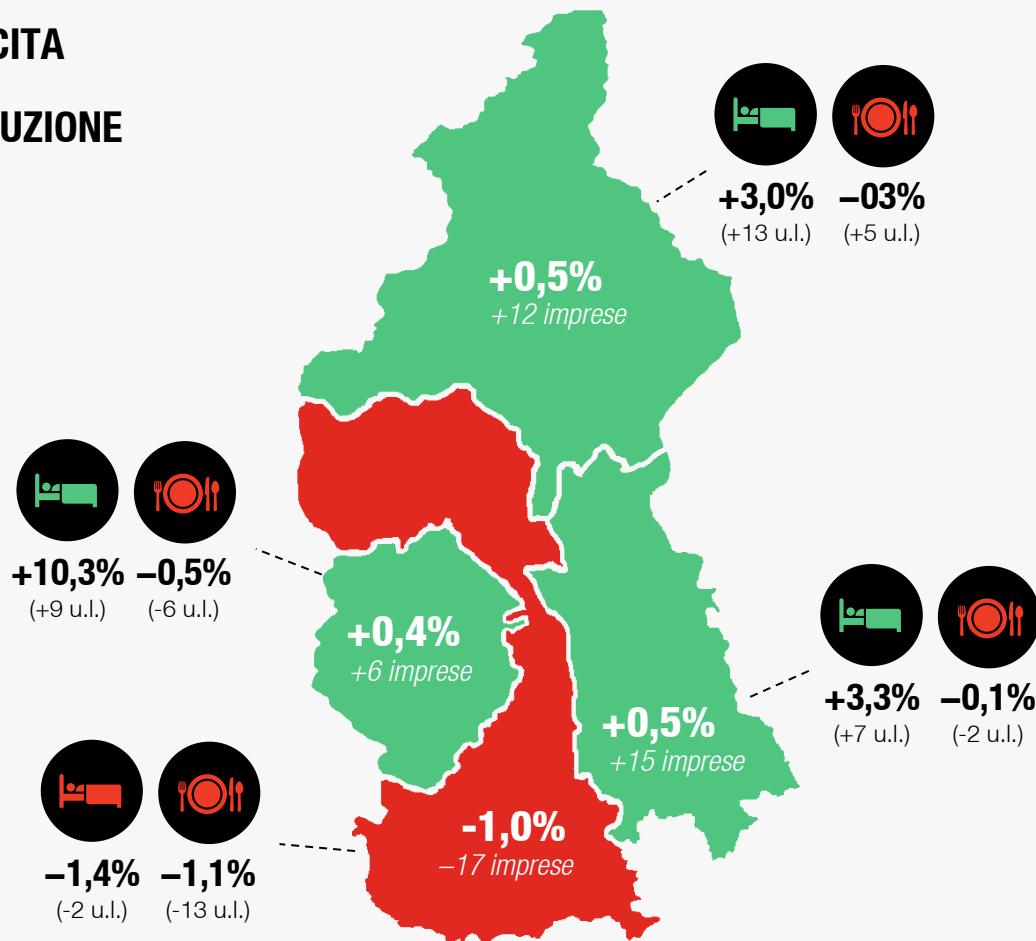 CITA
UZIONE
+3,0% –03%
(+13 u.l.) (+5 u.l.)
+0,5%
+12 imprese
+10,3% –0,5%
(+9 u.l.) (-6 u.l.)
+0,4%
+6 imprese
+3,3% –0,1%
(+7 u.l.) (-2 u.l.)
+0,5%
+15 imprese
-1,0%
–17 imprese
–1,4% –1,1%
(-2 u.l.) (-13 u.l.)